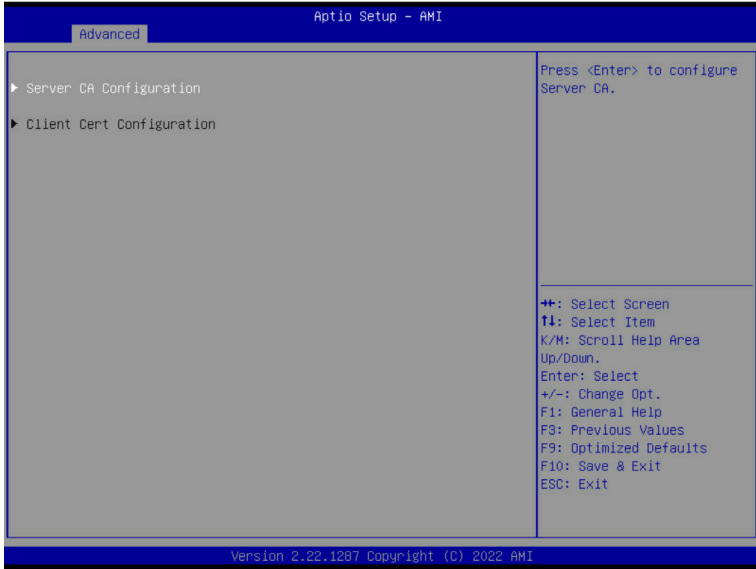 Aptio Setup – AMI
Advanced
▶ Server CA Configuration
▶ Client Cert Configuration
Press <Enter> to configure
Server CA.
→←: Select Screen
↑↓: Select Item
K/M: Scroll Help Area
Up/Down.
Enter: Select
+/-: Change Opt.
F1: General Help
F3: Previous Values
F9: Optimized Defaults
F10: Save & Exit
ESC: Exit
Version 2.22.1287 Copyright (C) 2022 AMI